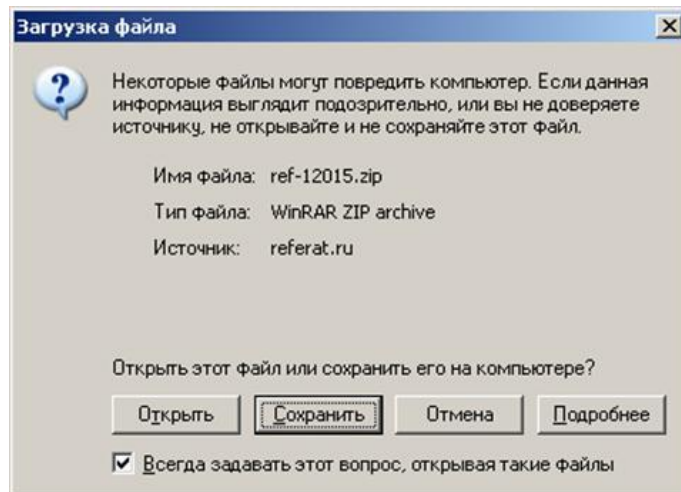 Загрузка файла
Некоторые файлы могут повредить компьютер. Если данная
информация выглядит подозрительно, или вы не доверяете
источнику, не открывайте и не сохраняйте этот файл.
Имя файла: ref-12015.zip
Тип файла: WinRAR ZIP archive
Источник: referat.ru
Открыть этот файл или сохранить его на компьютере?
Открыть Сохранить Отмена Подробнее
Всегда задавать этот вопрос, открывая такие файлы